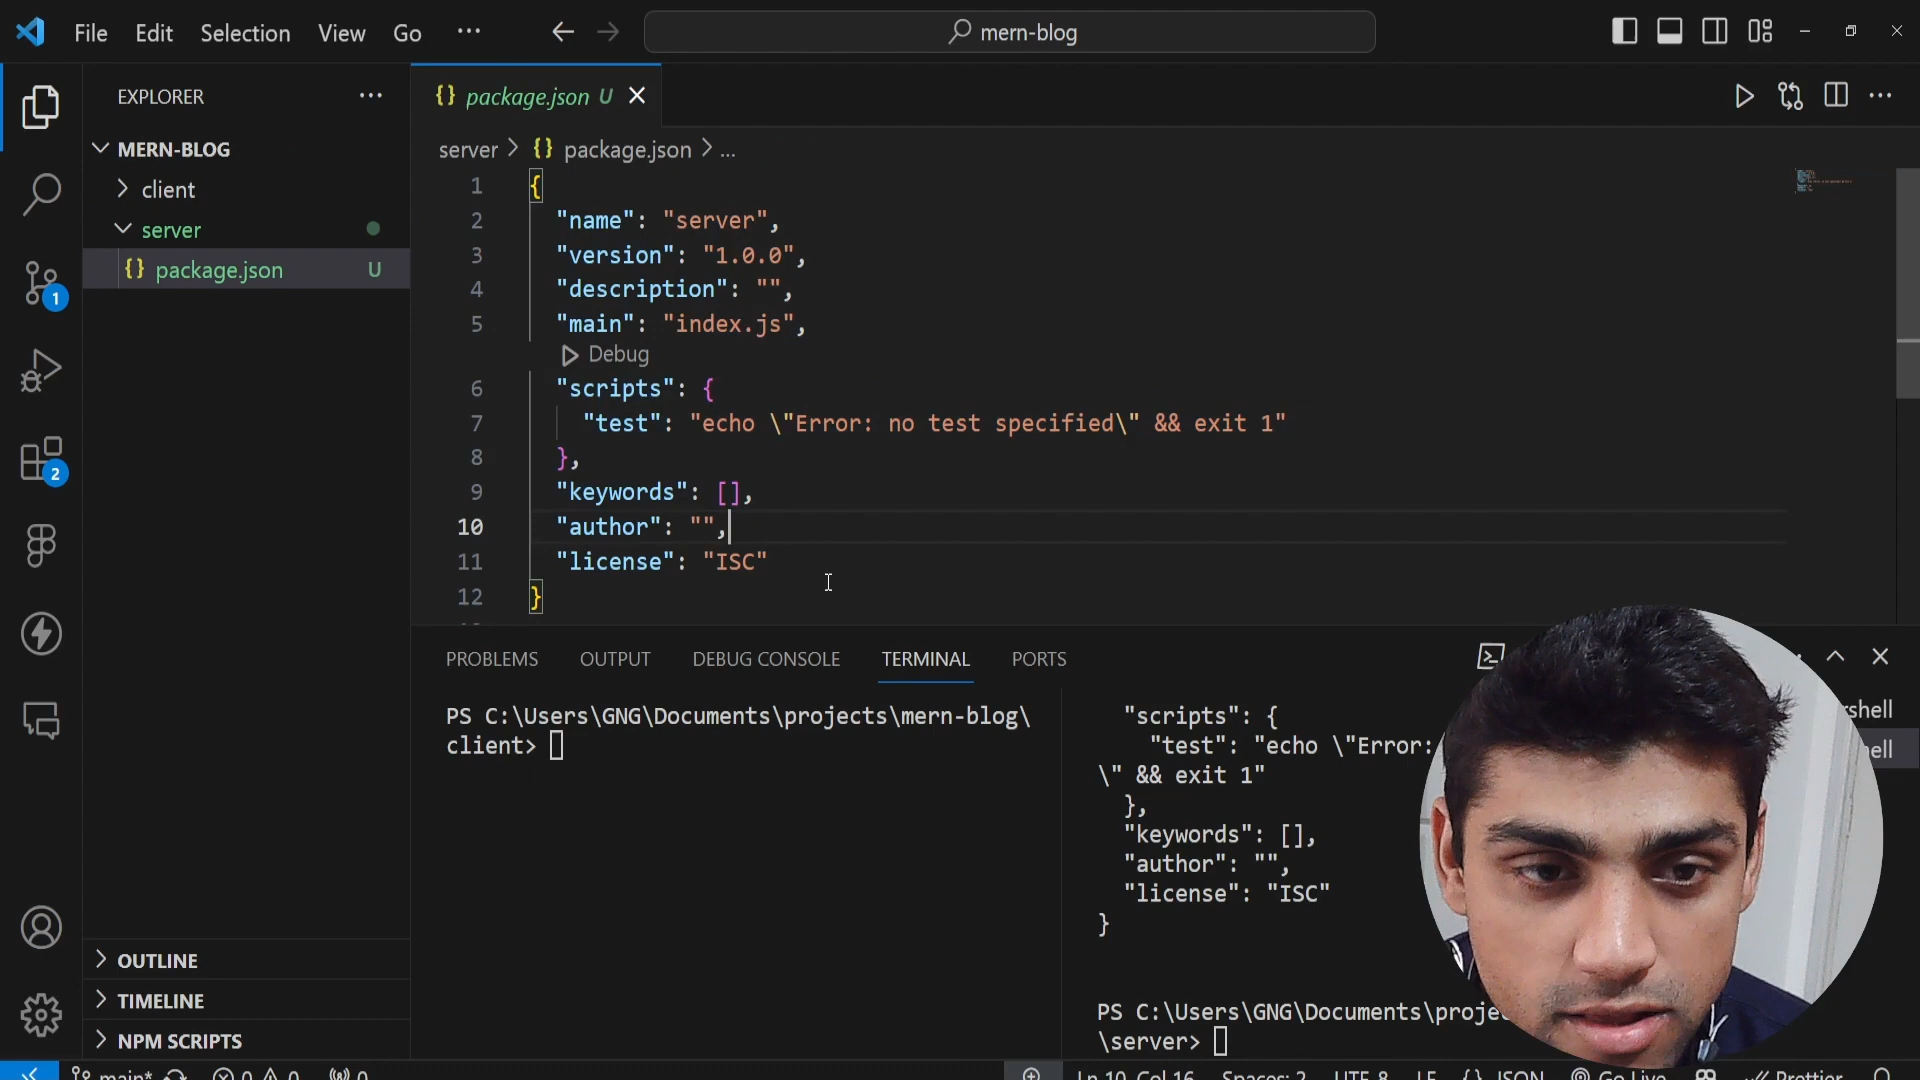 File Edit Selection View Go ... mern-blog
EXPLORER ...
MERN-BLOG
client
server
{} package.json U
1
2
{} package.json U
server > {} package.json > ...
1 {
2 "name": "server",
3 "version": "1.0.0",
4 "description": "",
5 "main": "index.js",
Debug
6 "scripts": {
7 "test": "echo \"Error: no test specified\" && exit 1"
8 },
9 "keywords": [],
10 "author": "",
11 "license": "ISC"
12 }
PROBLEMS OUTPUT DEBUG CONSOLE TERMINAL PORTS
PS C:\Users\GNG\Documents\projects\mern-blog\
client>
"scripts": {
"test": "echo \"Error:
\" && exit 1"
},
"keywords": [],
"author": "",
"license": "ISC"
}
PS C:\Users\GNG\Documents\proje
\server>
shell
ell
OUTLINE
TIMELINE
NPM SCRIPTS
main* 0 0 0 Ln 10, Col 16 Spaces: 2 UTF-8 LF {} JSON Go Live Prettier